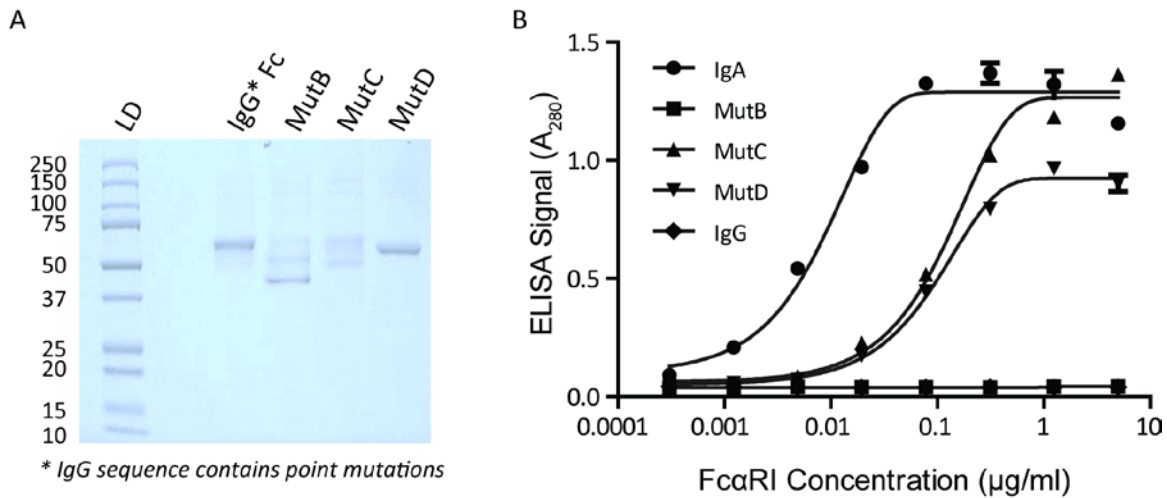 A
LD
IgG* Fc
MutB
MutC
MutD
250
150
100
75
50
37
25
20
15
10
* IgG sequence contains point mutations
B
ELISA Signal (A280)
1.5
1.0
0.5
0.0
IgA
MutB
MutC
MutD
IgG
0.0001
0.001
0.01
0.1
1
10
FcαRI Concentration (μg/ml)